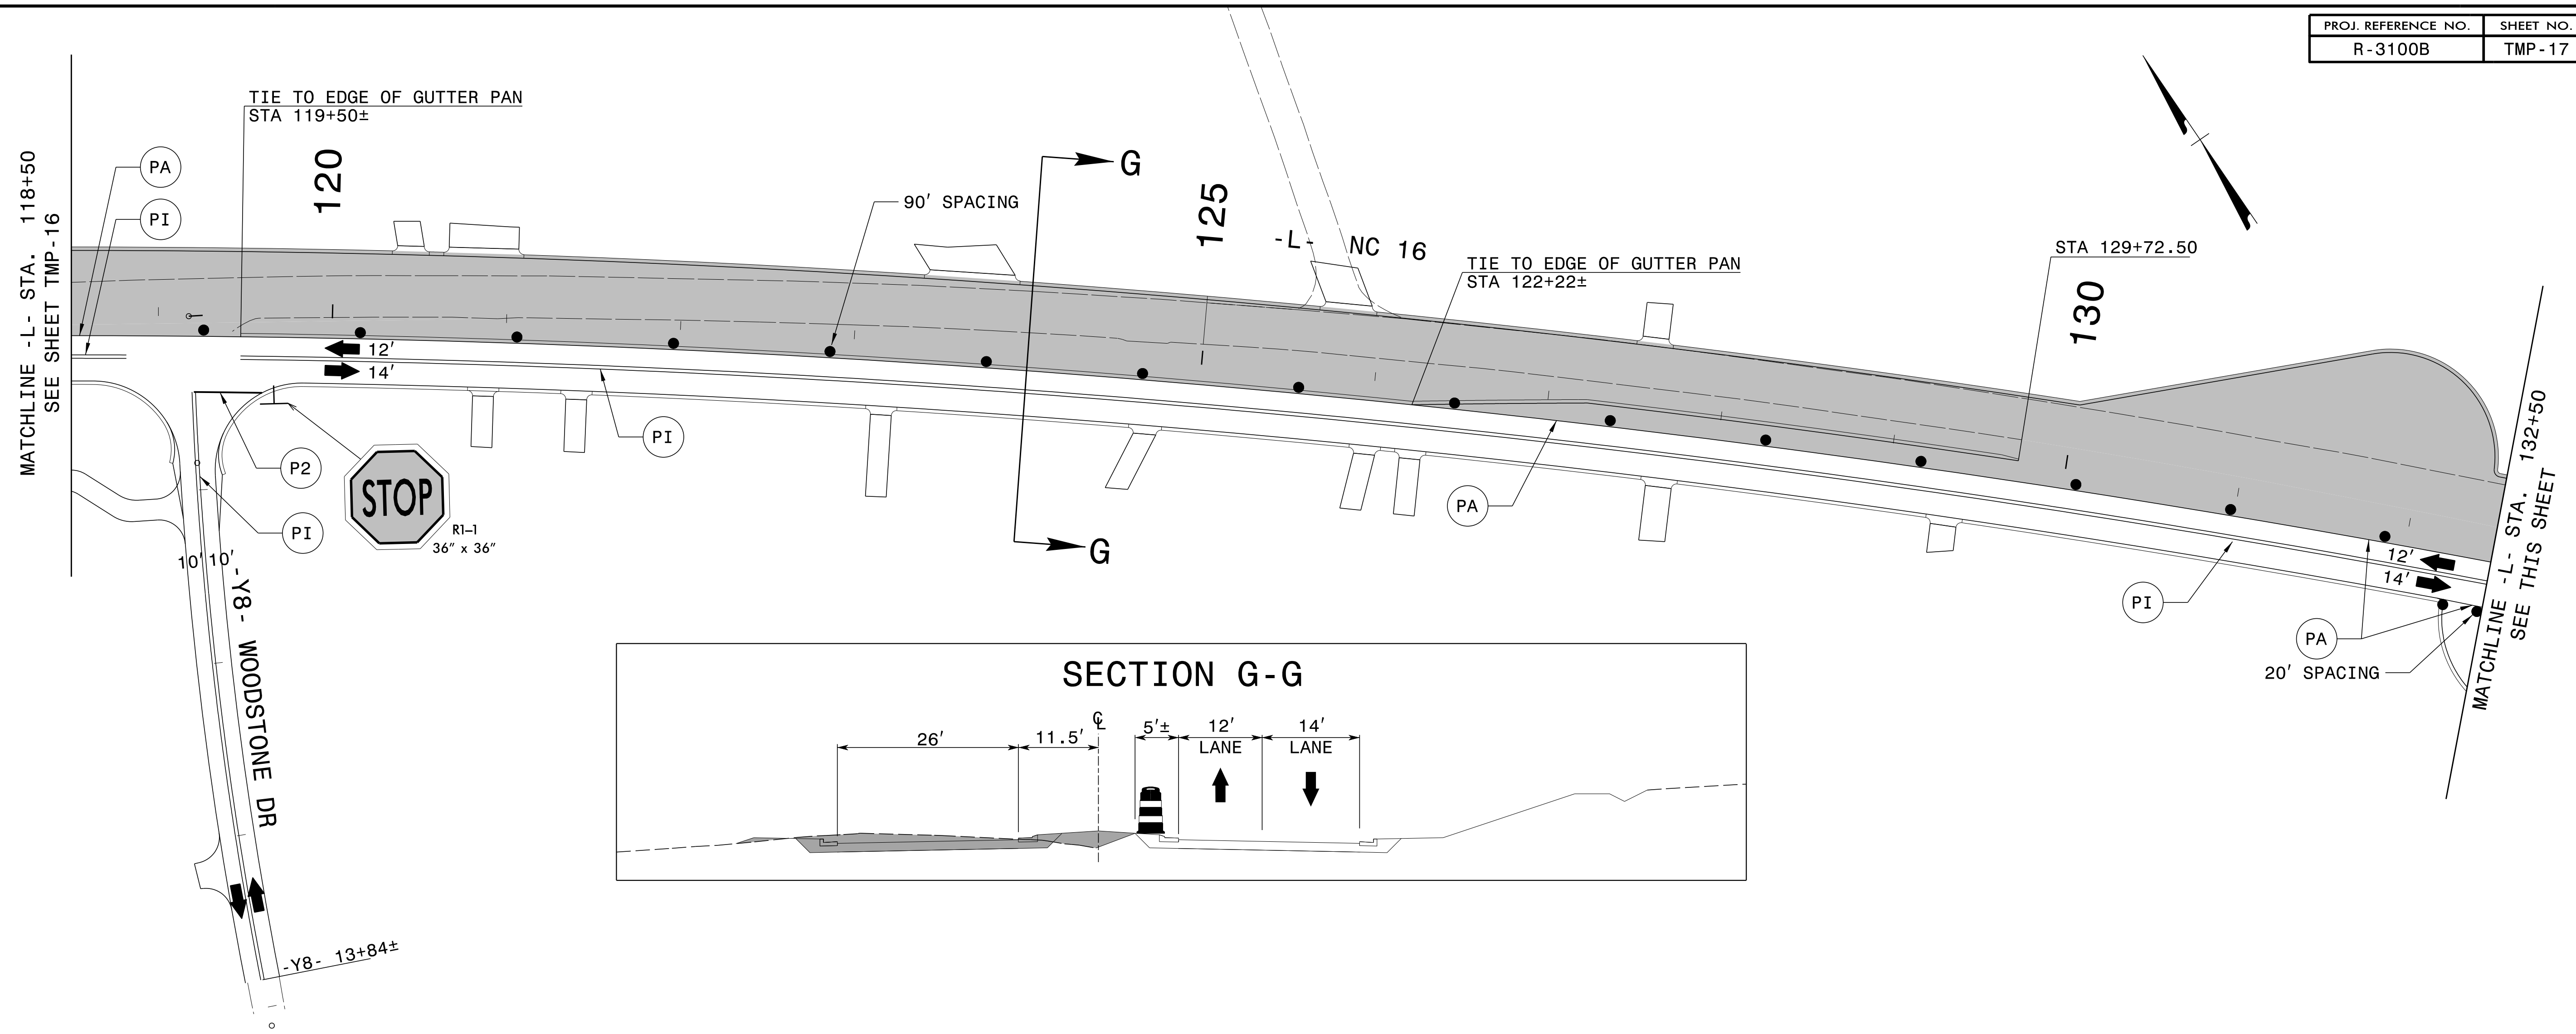 PROJ. REFERENCE NO.
SHEET NO.
R-3100B
TMP-17
MATCHLINE -L- STA. 118+50
SEE SHEET TMP-16
TIE TO EDGE OF GUTTER PAN
STA 119+50±
PA
PI
120
12'
14'
90' SPACING
G
G
125
-L- NC 16
TIE TO EDGE OF GUTTER PAN
STA 122+22±
STA 129+72.50
130
PI
P2
PI
STOP
R1-1
36" x 36"
10' 10'
-Y8- WOODSTONE DR
-Y8- 13+84±
PA
PI
12'
14'
PA
20' SPACING
MATCHLINE -L- STA. 132+50
SEE THIS SHEET
SECTION G-G
26'
11.5'
℄
5'±
12'
LANE
14'
LANE